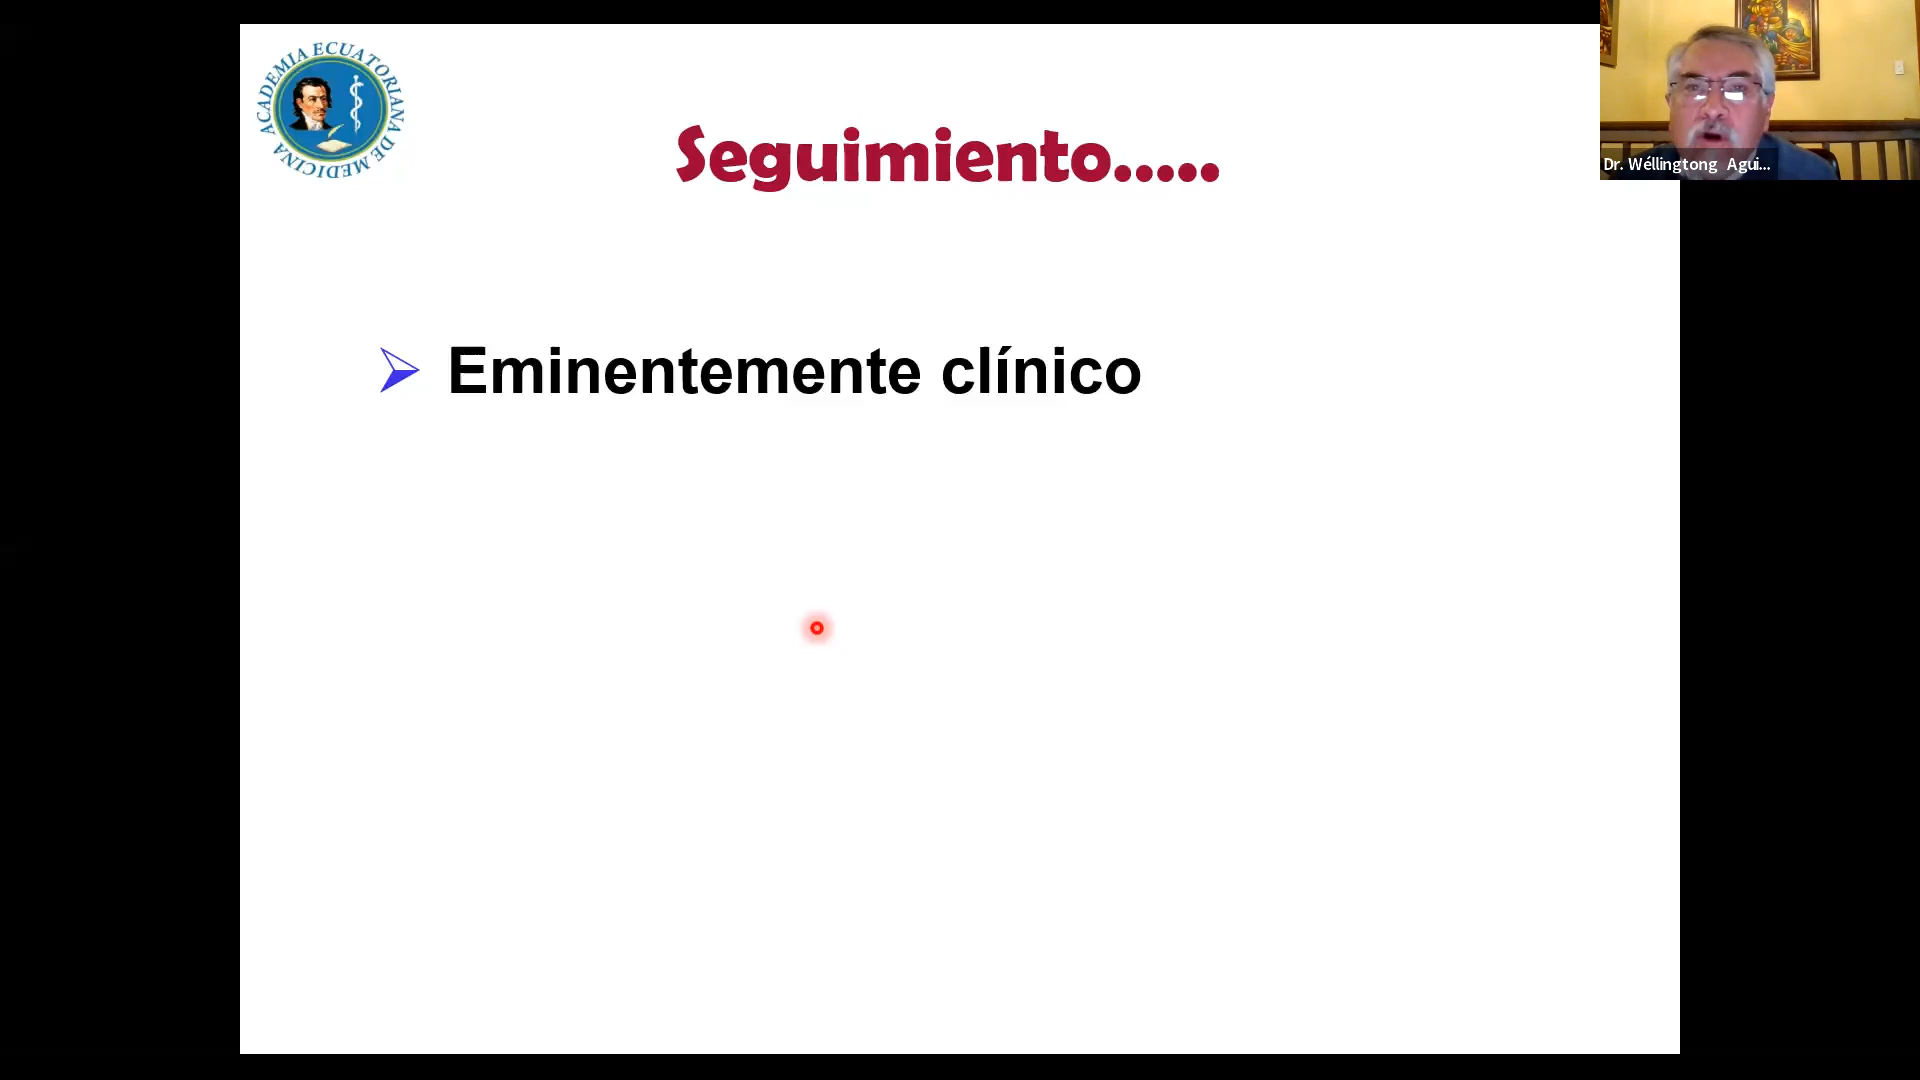 ACADEMIA ECUATORIANA DE MEDICINA
Seguimiento.....
Dr. Wéllingtong Agui...
Eminentemente clínico